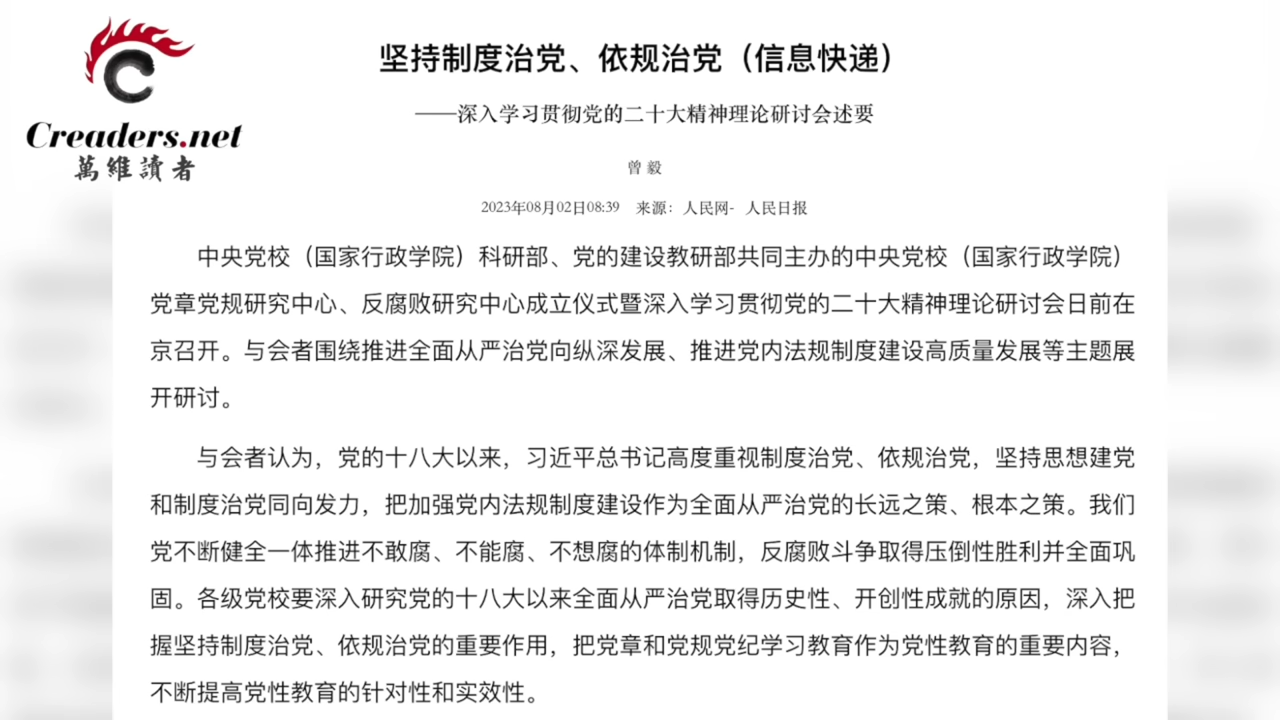 Creaders.net
萬維讀者
坚持制度治党、依规治党（信息快递）
——深入学习贯彻党的二十大精神理论研讨会述要
曾 毅
2023年08月02日08:39 来源：人民网- 人民日报
中央党校（国家行政学院）科研部、党的建设教研部共同主办的中央党校（国家行政学院）
党章党规研究中心、反腐败研究中心成立仪式暨深入学习贯彻党的二十大精神理论研讨会日前在
京召开。与会者围绕推进全面从严治党向纵深发展、推进党内法规制度建设高质量发展等主题展
开研讨。
与会者认为，党的十八大以来，习近平总书记高度重视制度治党、依规治党，坚持思想建党
和制度治党同向发力，把加强党内法规制度建设作为全面从严治党的长远之策、根本之策。我们
党不断健全一体推进不敢腐、不能腐、不想腐的体制机制，反腐败斗争取得压倒性胜利并全面巩
固。各级党校要深入研究党的十八大以来全面从严治党取得历史性、开创性成就的原因，深入把
握坚持制度治党、依规治党的重要作用，把党章和党规党纪学习教育作为党性教育的重要内容，
不断提高党性教育的针对性和实效性。